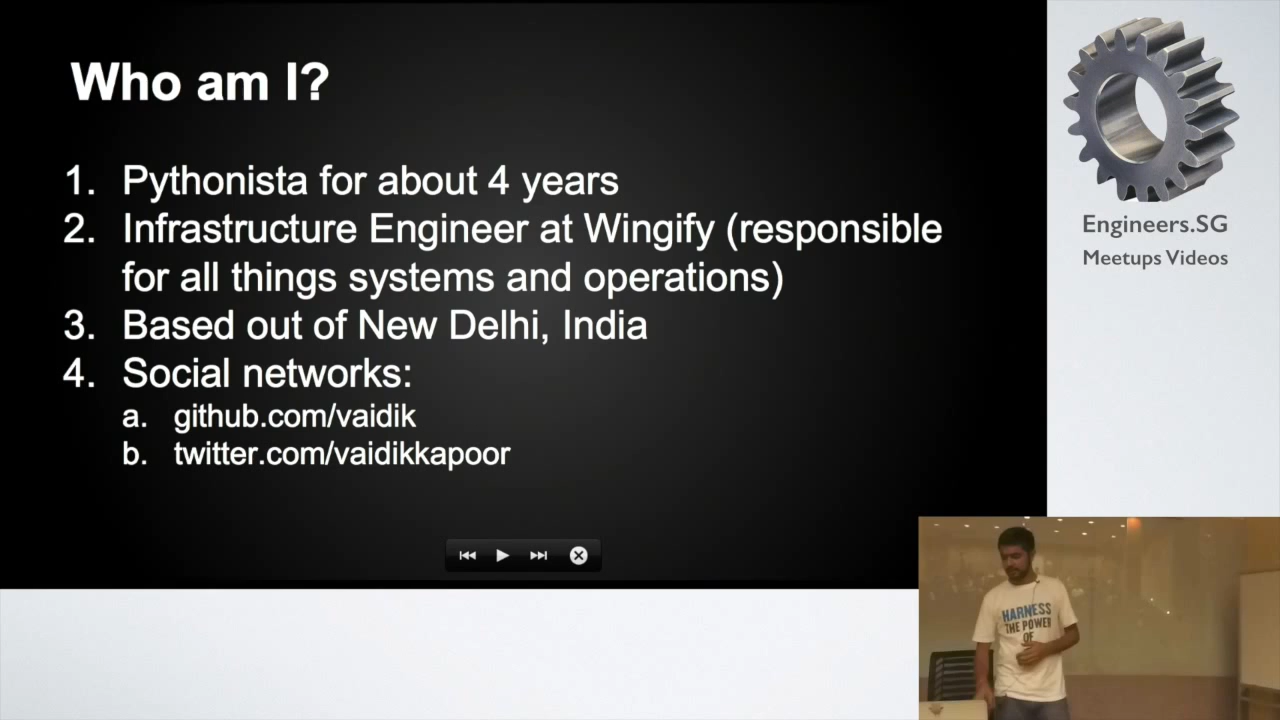 Who am I?
1. Pythonista for about 4 years
2. Infrastructure Engineer at Wingify (responsible
for all things systems and operations)
3. Based out of New Delhi, India
4. Social networks:
a. github.com/vaidik
b. twitter.com/vaidikkapoor
Engineers.SG
Meetups Videos
HARNESS
THE POWER
OF